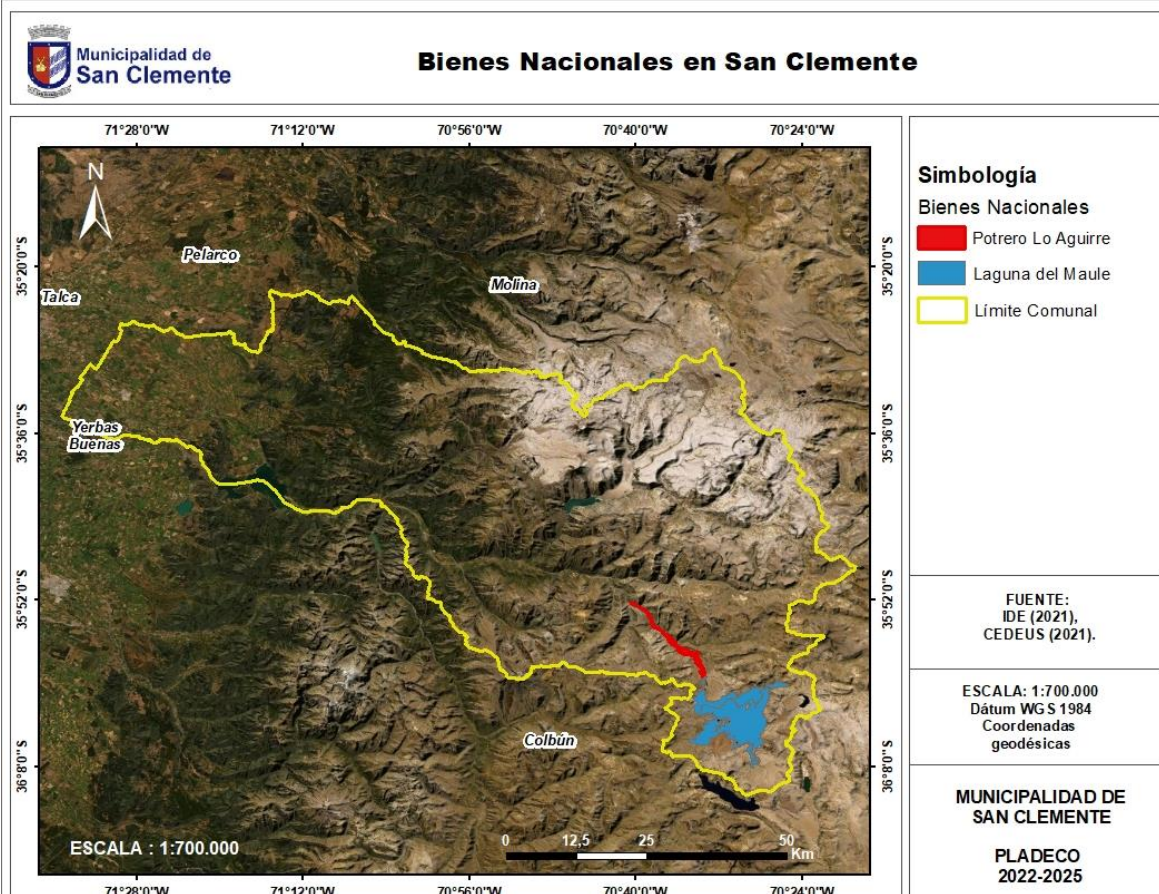 Municipalidad de
San Clemente
Bienes Nacionales en San Clemente
71°28'0"W 71°12'0"W 70°56'0"W 70°40'0"W 70°24'0"W
N
Pelarco
Talca
Molina
Yerbas
Buenas
Colbún
35°20'0"S
35°36'0"S
35°52'0"S
36°8'0"S
35°20'0"S
35°36'0"S
35°52'0"S
36°8'0"S
ESCALA : 1:700.000
0 12,5 25 50
Km
71°28'0"W 71°12'0"W 70°56'0"W 70°40'0"W 70°24'0"W
Simbología
Bienes Nacionales
Potrero Lo Aguirre
Laguna del Maule
Límite Comunal
FUENTE:
IDE (2021),
CEDEUS (2021).
ESCALA: 1:700.000
Dátum WGS 1984
Coordenadas
geodésicas
MUNICIPALIDAD DE
SAN CLEMENTE
PLADECO
2022-2025